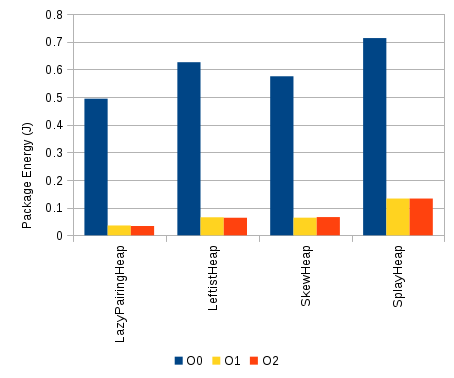 0.8
0.7
0.6
0.5
0.4
0.3
0.2
0.1
0
Package Energy (J)
LazyPairingHeap
LeftistHeap
SkewHeap
SplayHeap
O0 O1 O2